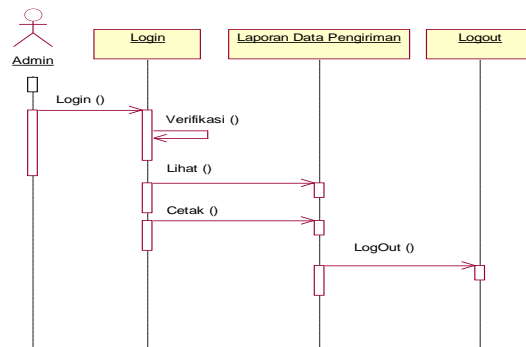 Login
Laporan Data Pengiriman
Logout
Admin
Login ()
Verifikasi ()
Lihat ()
Cetak ()
LogOut ()